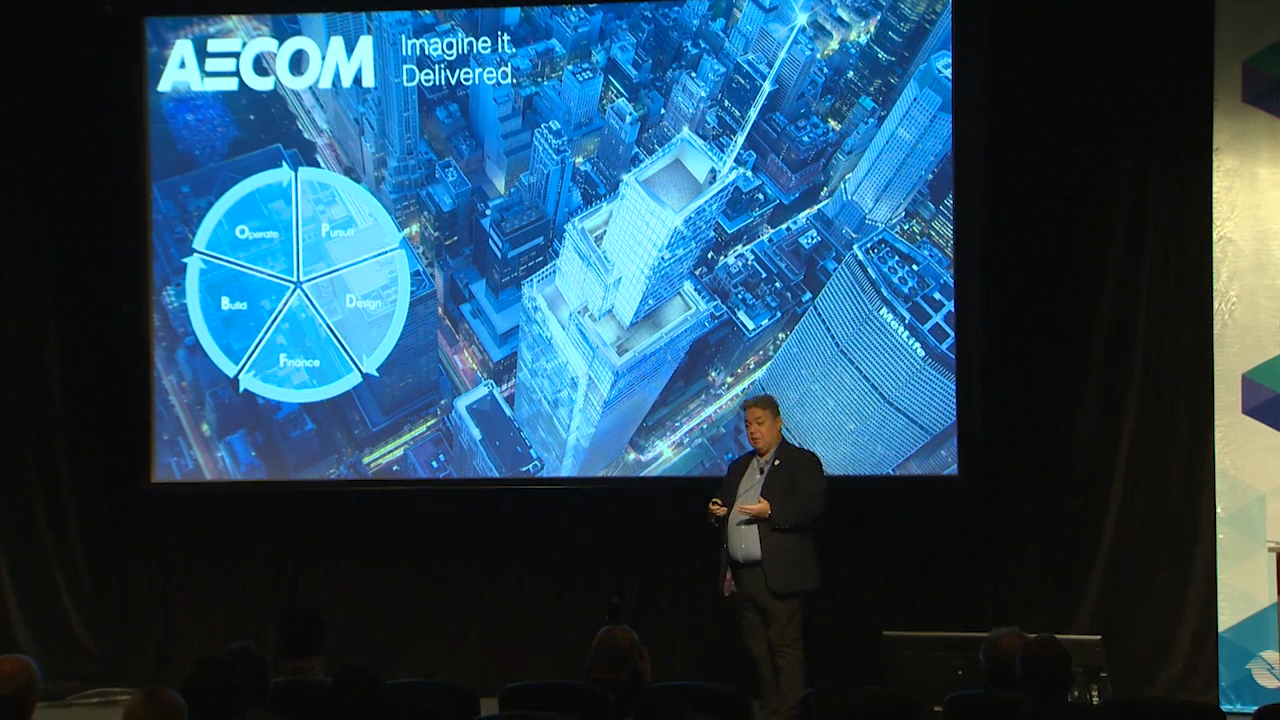 AECOM
Imagine it.
Delivered.
Operate
Pursuit
Build
Design
Finance
MetLife